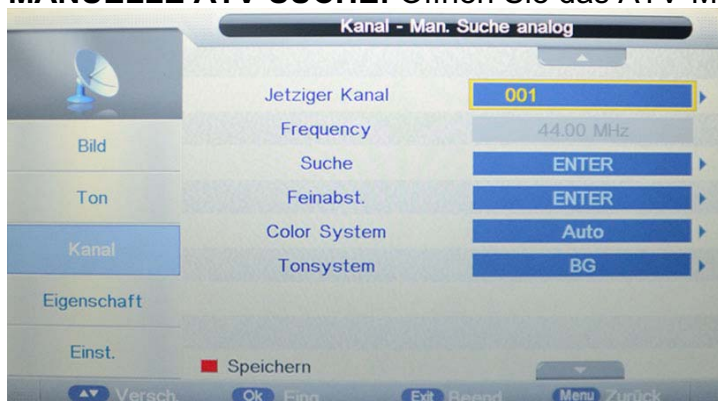 MANUELLE ATV-SUCHE: Öffnen Sie das ATV-M
Kanal - Man. Suche analog
Jetziger Kanal 001
Frequency 44.00 MHz
Suche ENTER
Feinabst. ENTER
Color System Auto
Tonsystem BG
Bild
Ton
Kanal
Eigenschaft
Einst.
Speichern
Versch. Ok Eing. Exit Beend Menu Zurück